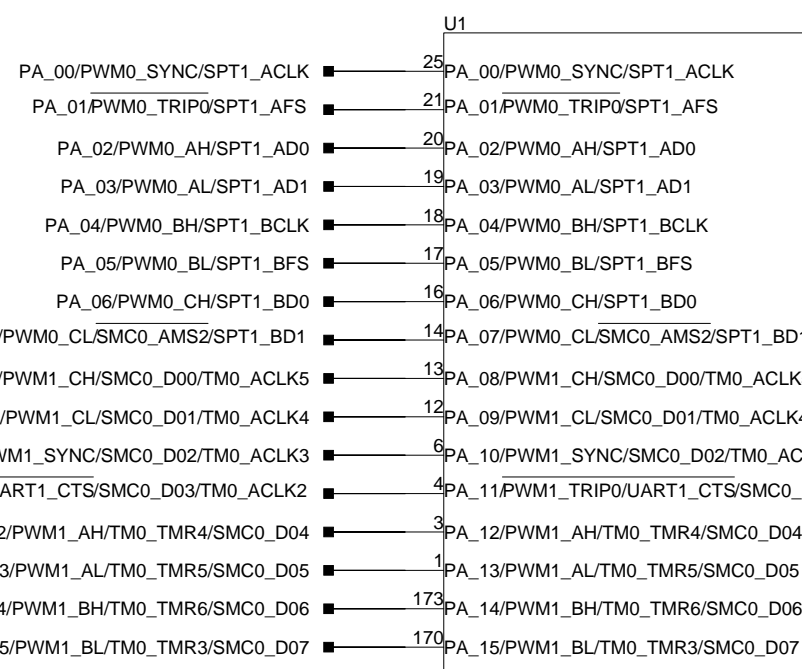 U1
PA_00/PWM0_SYNC/SPT1_ACLK 25 PA_00/PWM0_SYNC/SPT1_ACLK
PA_01/PWM0_TRIP0/SPT1_AFS 21 PA_01/PWM0_TRIP0/SPT1_AFS
PA_02/PWM0_AH/SPT1_AD0 20 PA_02/PWM0_AH/SPT1_AD0
PA_03/PWM0_AL/SPT1_AD1 19 PA_03/PWM0_AL/SPT1_AD1
PA_04/PWM0_BH/SPT1_BCLK 18 PA_04/PWM0_BH/SPT1_BCLK
PA_05/PWM0_BL/SPT1_BFS 17 PA_05/PWM0_BL/SPT1_BFS
PA_06/PWM0_CH/SPT1_BD0 16 PA_06/PWM0_CH/SPT1_BD0
/PWM0_CL/SMC0_AMS2/SPT1_BD1 14 PA_07/PWM0_CL/SMC0_AMS2/SPT1_BD1
/PWM1_CH/SMC0_D00/TM0_ACLK5 13 PA_08/PWM1_CH/SMC0_D00/TM0_ACLK
/PWM1_CL/SMC0_D01/TM0_ACLK4 12 PA_09/PWM1_CL/SMC0_D01/TM0_ACLK4
WM1_SYNC/SMC0_D02/TM0_ACLK3 6 PA_10/PWM1_SYNC/SMC0_D02/TM0_AC
ART1_CTS/SMC0_D03/TM0_ACLK2 4 PA_11/PWM1_TRIP0/UART1_CTS/SMC0_
2/PWM1_AH/TM0_TMR4/SMC0_D04 3 PA_12/PWM1_AH/TM0_TMR4/SMC0_D04
3/PWM1_AL/TM0_TMR5/SMC0_D05 1 PA_13/PWM1_AL/TM0_TMR5/SMC0_D05
4/PWM1_BH/TM0_TMR6/SMC0_D06 173 PA_14/PWM1_BH/TM0_TMR6/SMC0_D06
5/PWM1_BL/TM0_TMR3/SMC0_D07 170 PA_15/PWM1_BL/TM0_TMR3/SMC0_D07